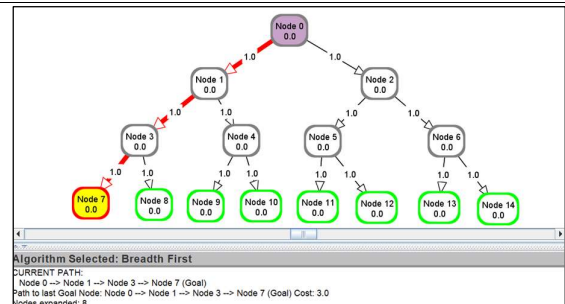 Node 0
0.0
1.0
1.0
Node 1
0.0
Node 2
0.0
1.0
1.0
1.0
1.0
Node 3
0.0
Node 4
0.0
Node 5
0.0
Node 6
0.0
1.0
1.0
1.0
1.0
1.0
1.0
1.0
1.0
Node 7
0.0
Node 8
0.0
Node 9
0.0
Node 10
0.0
Node 11
0.0
Node 12
0.0
Node 13
0.0
Node 14
0.0
Algorithm Selected: Breadth First
CURRENT PATH:
Node 0 --> Node 1 --> Node 3 --> Node 7 (Goal)
Path to last Goal Node: Node 0 --> Node 1 --> Node 3 --> Node 7 (Goal) Cost: 3.0
Nodes expanded: 8